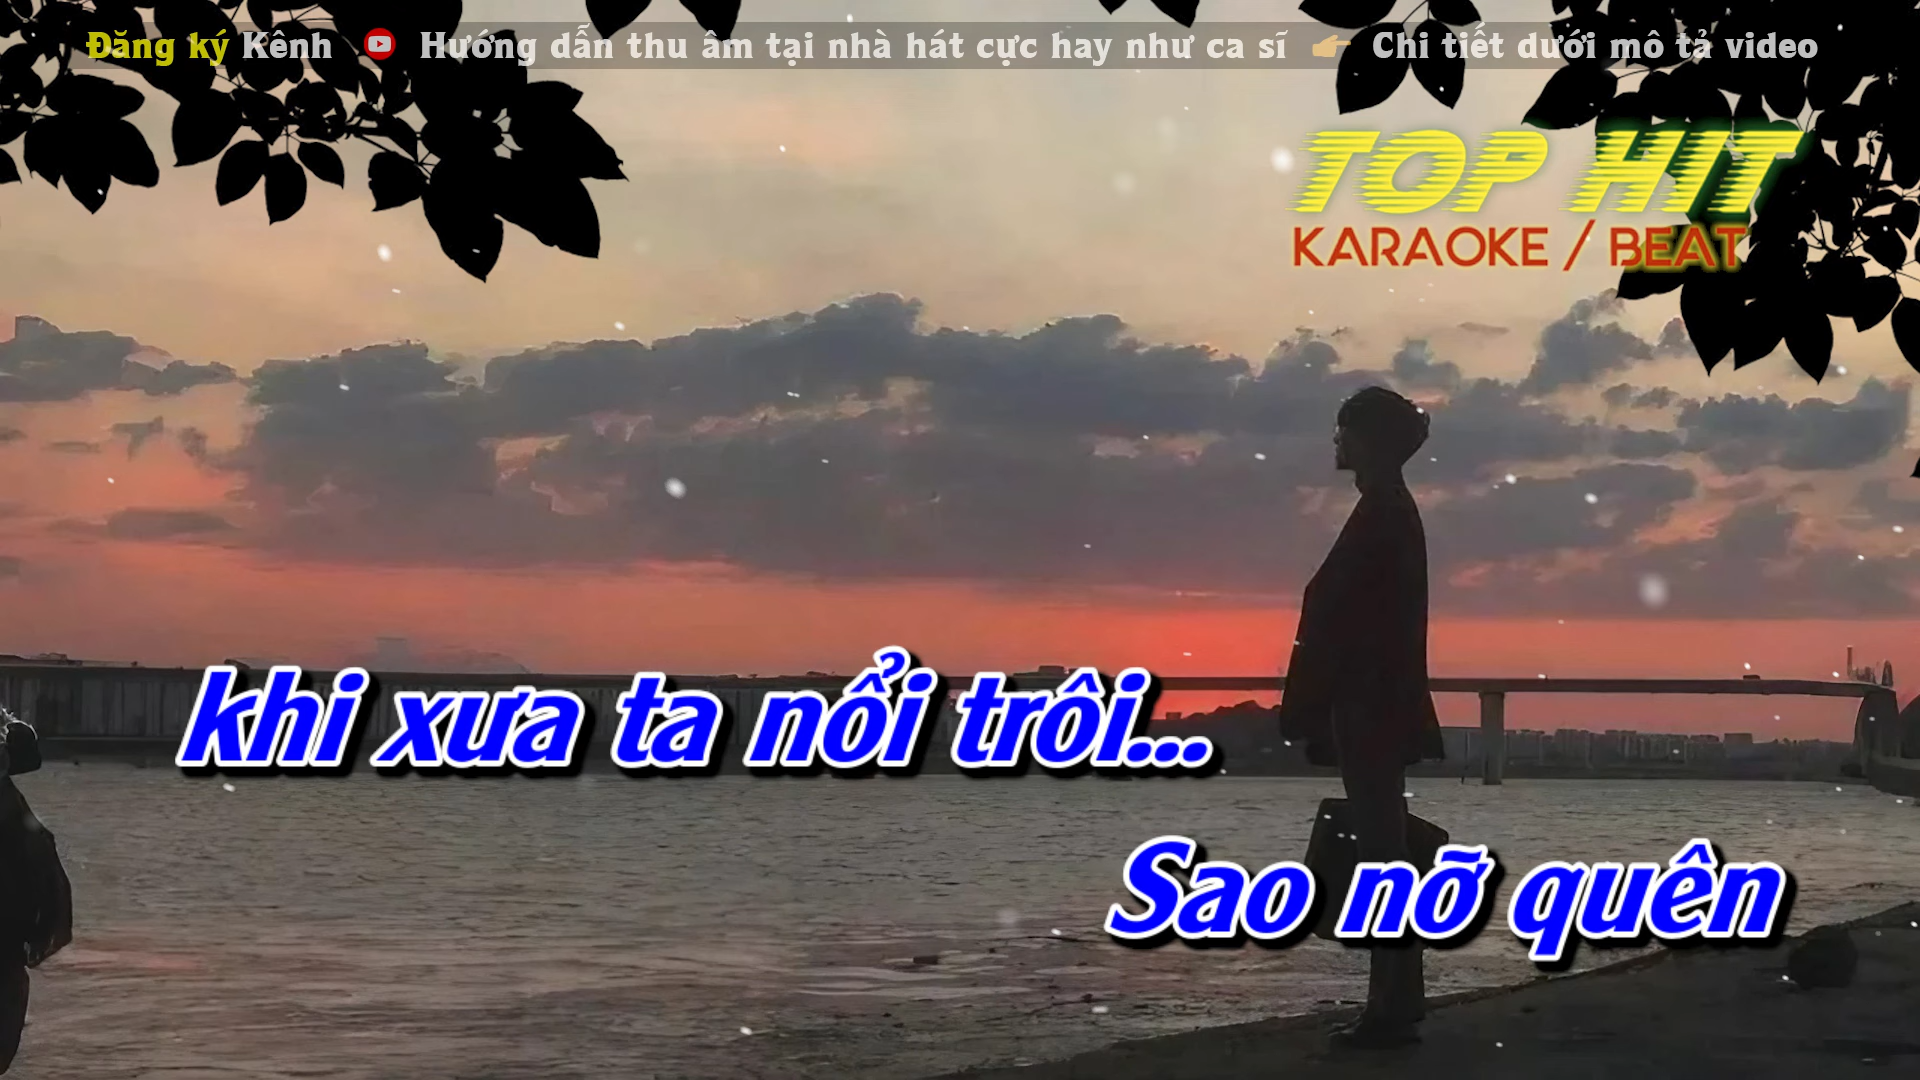 Đăng ký Kênh Hướng dẫn thu âm tại nhà hát cực hay như ca sĩ 👉 Chi tiết dưới mô tả video
TOP HIT
KARAOKE / BEAT
khi xưa ta nổi trôi...
Sao nỡ quên